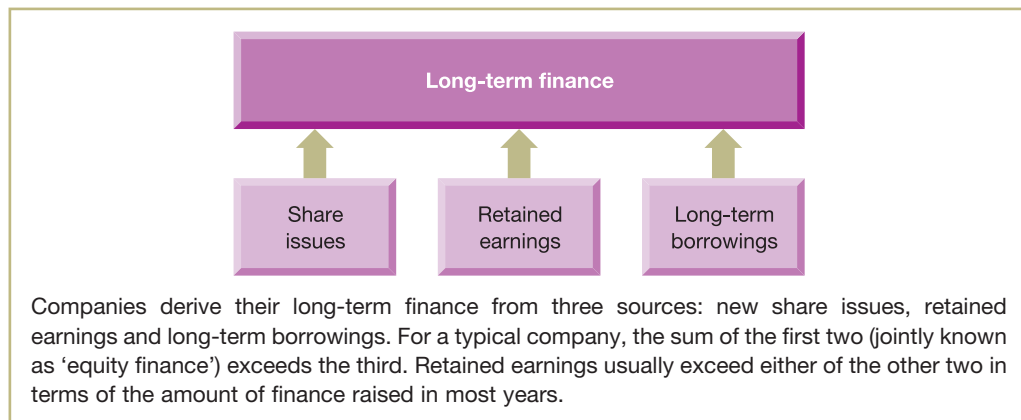 Long-term finance
Share
issues
Retained
earnings
Long-term
borrowings
Companies derive their long-term finance from three sources: new share issues, retained
earnings and long-term borrowings. For a typical company, the sum of the first two (jointly known
as ‘equity finance’) exceeds the third. Retained earnings usually exceed either of the other two in
terms of the amount of finance raised in most years.